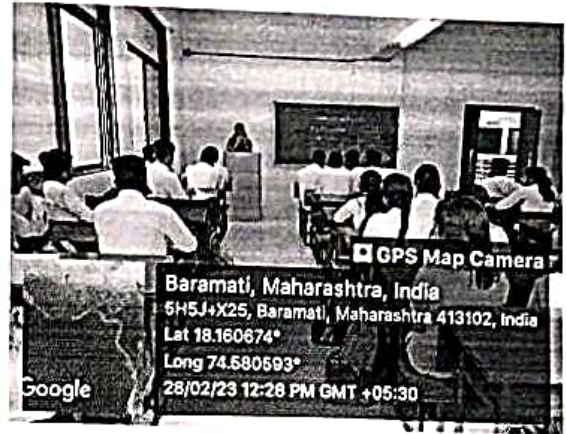 GPS Map Camera
Baramati, Maharashtra, India
5H5J+X25, Baramati, Maharashtra 413102, India
Lat 18.160674°
Long 74.580593°
28/02/23 12:28 PM GMT +05:30
Google